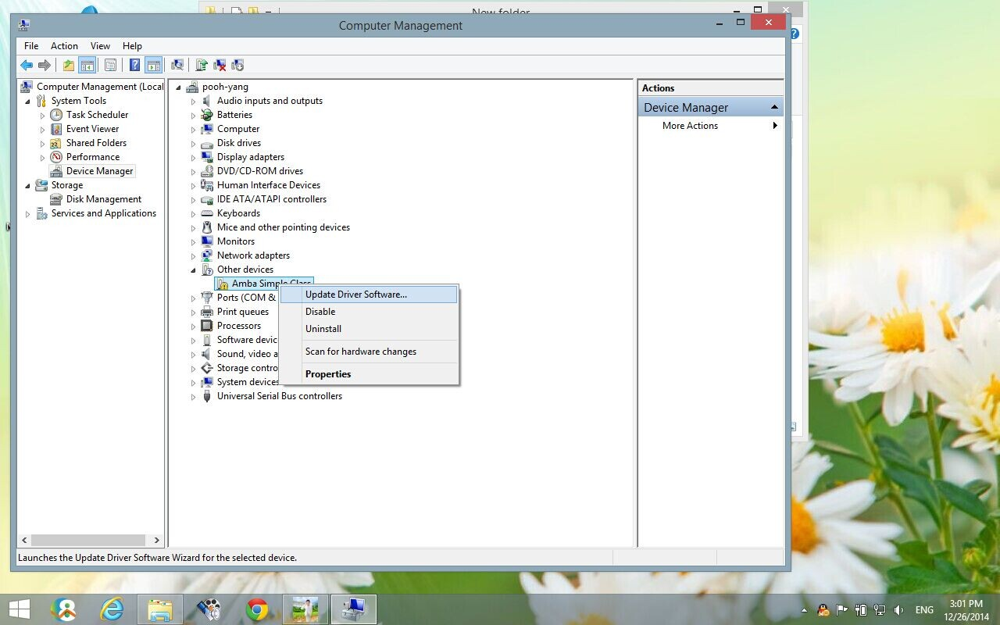 New folder
Computer Management
File Action View Help
Computer Management (Local
System Tools
Task Scheduler
Event Viewer
Shared Folders
Performance
Device Manager
Storage
Disk Management
Services and Applications
pooh-yang
Audio inputs and outputs
Batteries
Computer
Disk drives
Display adapters
DVD/CD-ROM drives
Human Interface Devices
IDE ATA/ATAPI controllers
Keyboards
Mice and other pointing devices
Monitors
Network adapters
Other devices
Amba Simple Class
Ports (COM &
Print queues
Processors
Software devic
Sound, video a
Storage contro
System devices
Universal Serial Bus controllers
Update Driver Software...
Disable
Uninstall
Scan for hardware changes
Properties
Actions
Device Manager
More Actions
Launches the Update Driver Software Wizard for the selected device.
ENG
3:01 PM
12/26/2014